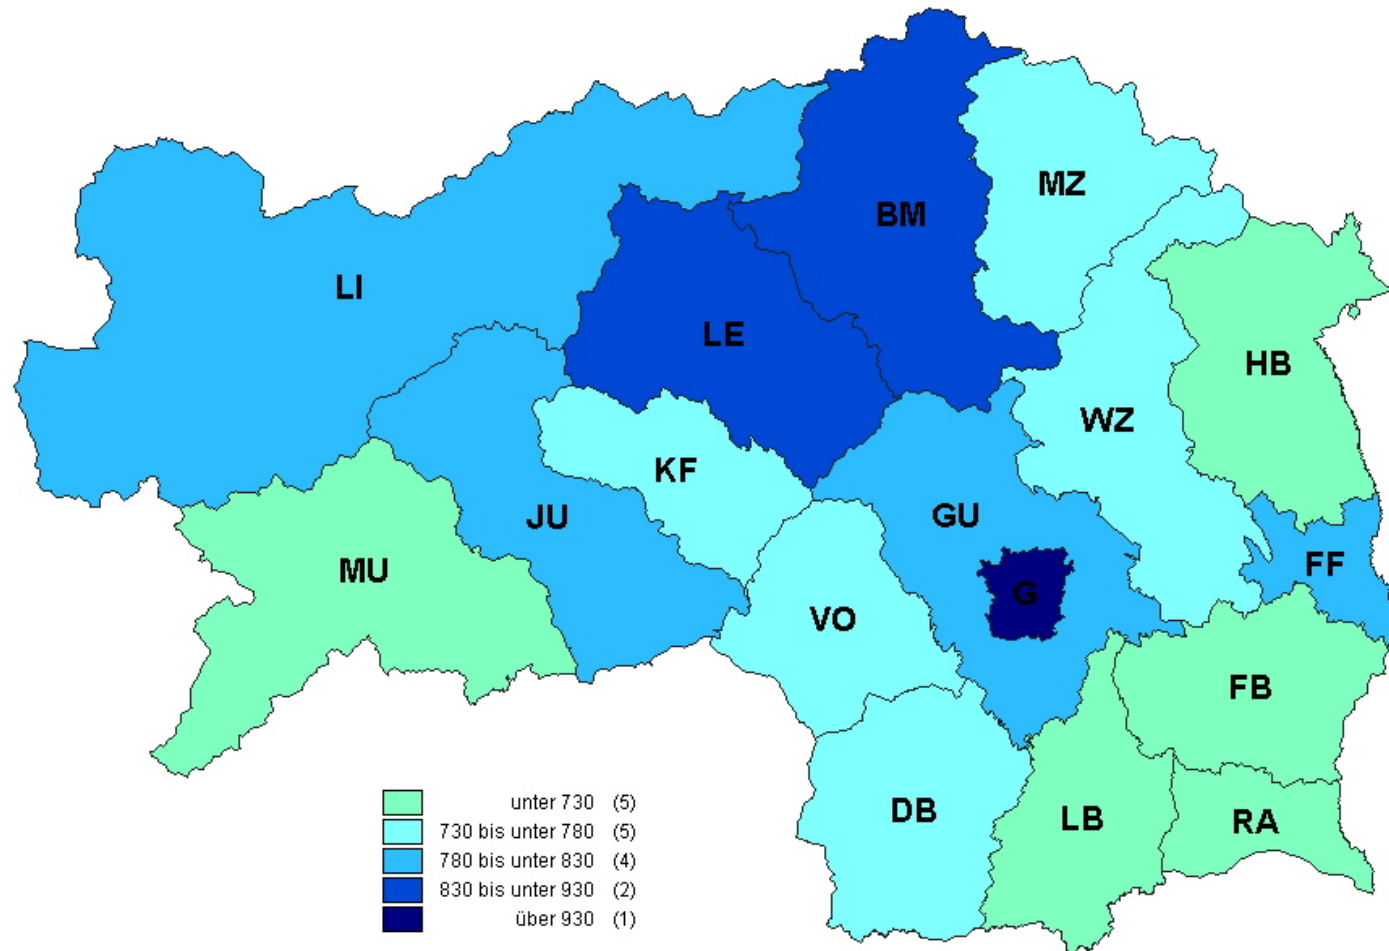 MZ
BM
LI
LE
HB
WZ
KF
GU
JU
FF
MU
G
VO
FB
DB
LB
RA
unter 730 (5)
730 bis unter 780 (5)
780 bis unter 830 (4)
830 bis unter 930 (2)
über 930 (1)